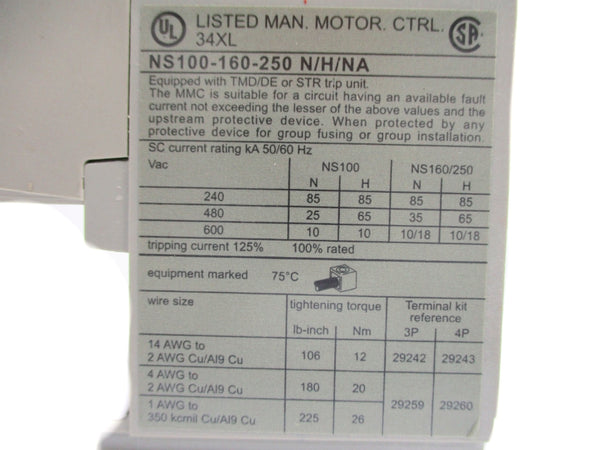 UL LISTED MAN. MOTOR. CTRL. SA
34XL
NS100-160-250 N/H/NA
Equipped with TMD/DE or STR trip unit.
The MMC is suitable for a circuit having an available fault
current not exceeding the lesser of the above values and the
upstream protective device. When protected by any
protective device for group fusing or group installation.
SC current rating kA 50/60 Hz
Vac NS100 NS160/250
N H N H
240 85 85 85 85
480 25 65 35 65
600 10 10 10/18 10/18
tripping current 125% 100% rated
equipment marked 75°C
wire size tightening torque Terminal kit
reference
lb-inch Nm 3P 4P
14 AWG to
2 AWG Cu/Al9 Cu 106 12 29242 29243
4 AWG to
2 AWG Cu/Al9 Cu 180 20
29259 29260
1 AWG to
350 kcmil Cu/Al9 Cu 225 26